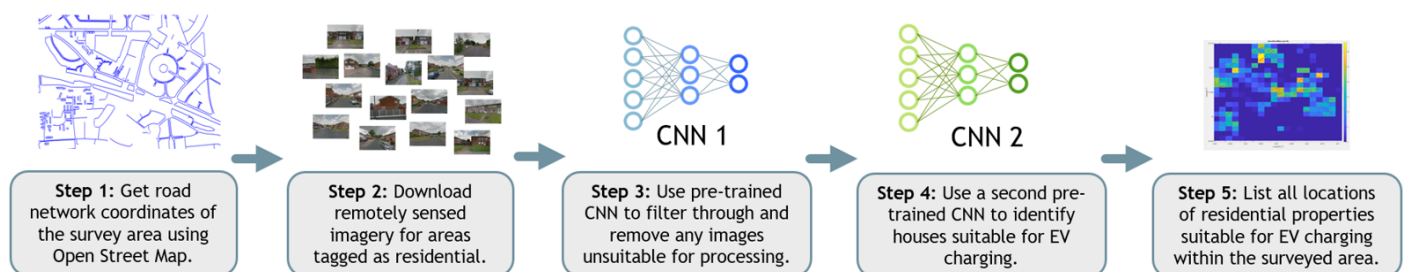 CNN 1
CNN 2
Step 1: Get road
network coordinates of
the survey area using
Open Street Map.
Step 2: Download
remotely sensed
imagery for areas
tagged as residential.
Step 3: Use pre-trained
CNN to filter through and
remove any images
unsuitable for processing.
Step 4: Use a second pre-
trained CNN to identify
houses suitable for EV
charging.
Step 5: List all locations
of residential properties
suitable for EV charging
within the surveyed area.